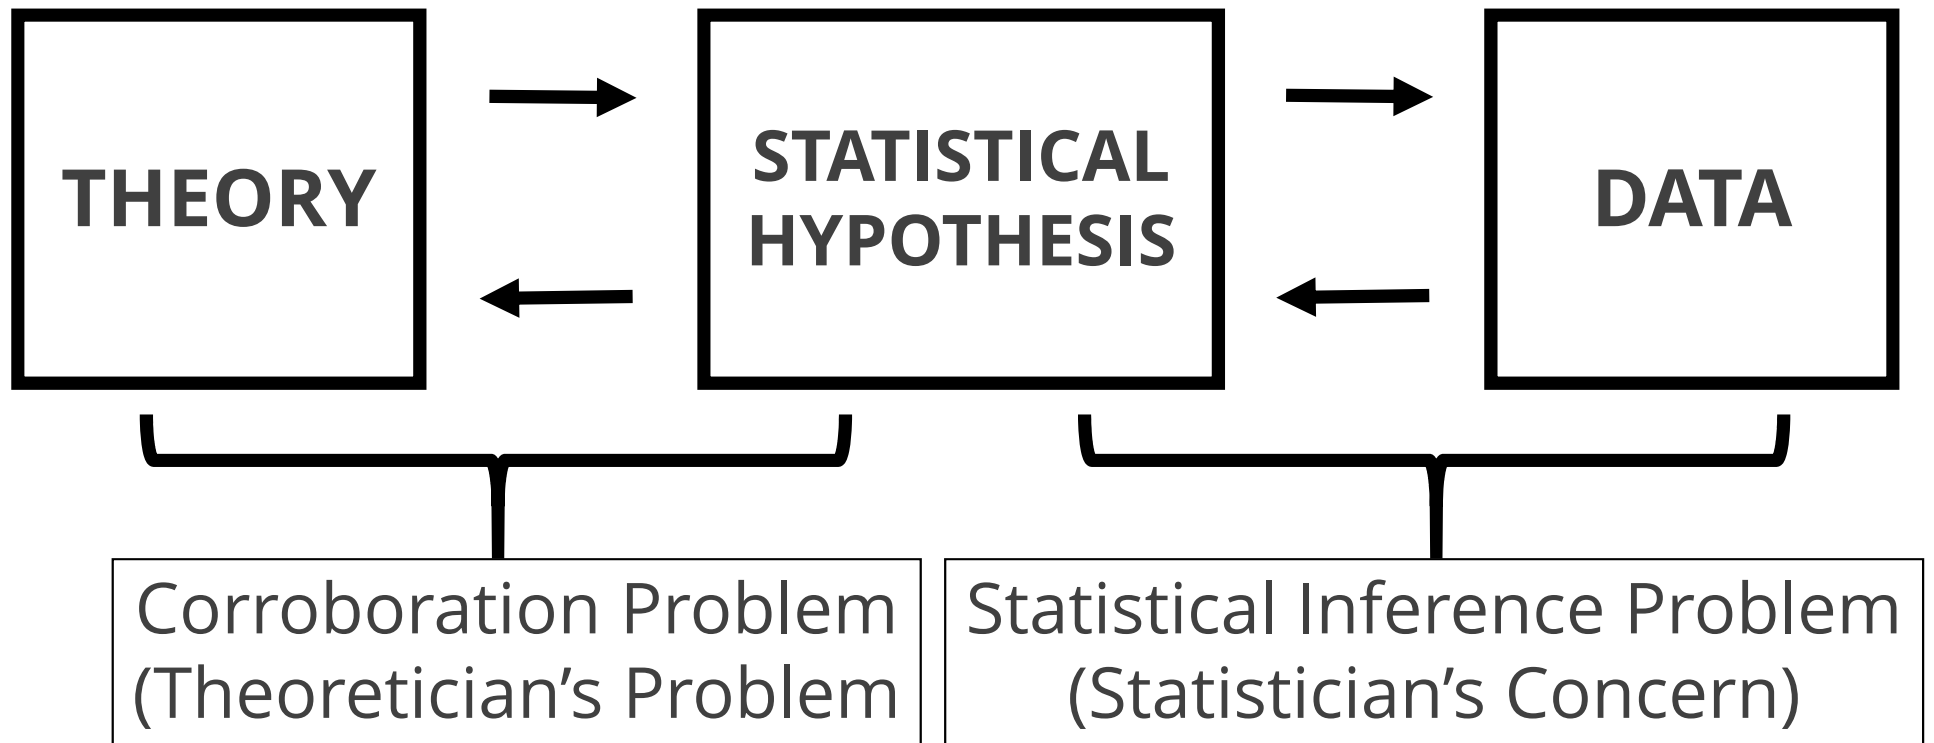 THEORY
STATISTICAL
HYPOTHESIS
DATA
Corroboration Problem
(Theoretician’s Problem
Statistical Inference Problem
(Statistician’s Concern)